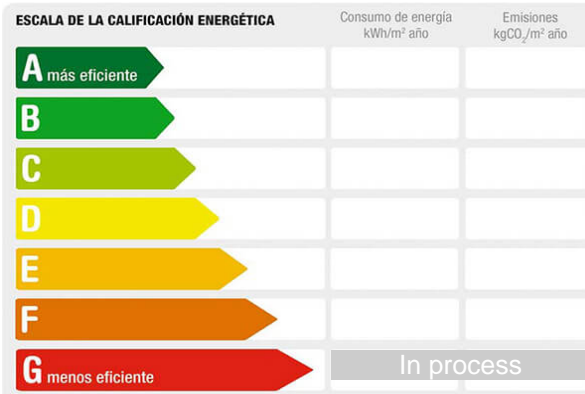 ESCALA DE LA CALIFICACIÓN ENERGÉTICA
Consumo de energía
kWh/m² año
Emisiones
kgCO₂/m² año
A más eficiente
B
C
D
E
F
G menos eficiente
In process